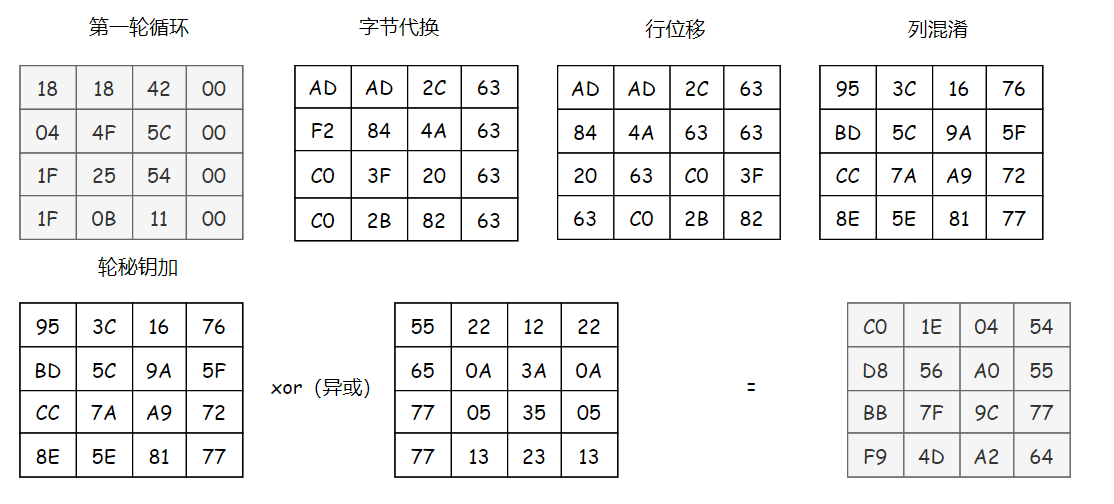 第一轮循环 字节代换 行位移 列混淆
18 18 42 00 AD AD 2C 63 AD AD 2C 63 95 3C 16 76
04 4F 5C 00 F2 84 4A 63 84 4A 63 63 BD 5C 9A 5F
1F 25 54 00 C0 3F 20 63 20 63 C0 3F CC 7A A9 72
1F 0B 11 00 C0 2B 82 63 63 C0 2B 82 8E 5E 81 77
轮秘钥加
95 3C 16 76 55 22 12 22 C0 1E 04 54
BD 5C 9A 5F 65 0A 3A 0A D8 56 A0 55
xor（异或） =
CC 7A A9 72 77 05 35 05 BB 7F 9C 77
8E 5E 81 77 77 13 23 13 F9 4D A2 64